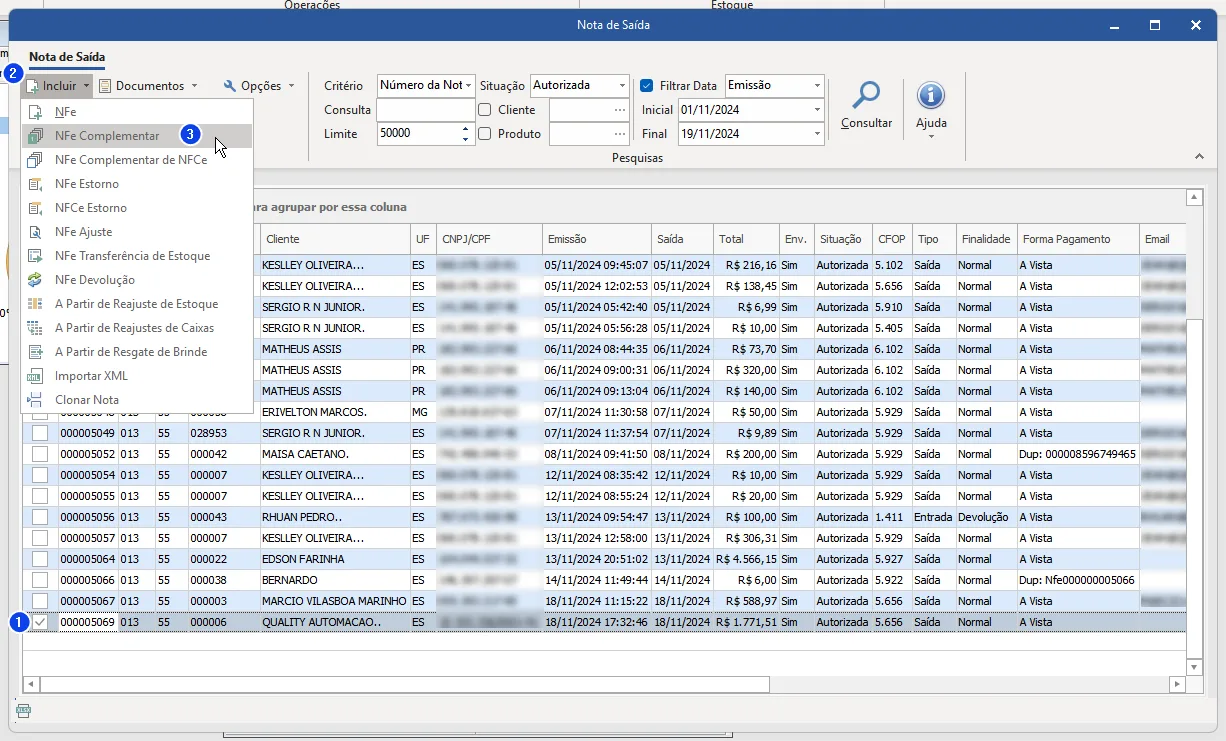 Operações Estoque
Nota de Saída
Nota de Saída
2 Incluir Documentos Opções Critério Número da Not Situação Autorizada Filtrar Data Emissão
Consulta Cliente ... Inicial 01/11/2024
Limite 50000 Produto ... Final 19/11/2024
Consultar Ajuda
Pesquisas
NFe
NFe Complementar 3
NFe Complementar de NFCe
NFe Estorno
NFCe Estorno
NFe Ajuste
NFe Transferência de Estoque
NFe Devolução
A Partir de Reajuste de Estoque
A Partir de Reajustes de Caixas
A Partir de Resgate de Brinde
Importar XML
Clonar Nota
ara agrupar por essa coluna
Cliente UF CNPJ/CPF Emissão Saída Total Env. Situação CFOP Tipo Finalidade Forma Pagamento Email
KESLLEY OLIVEIRA... ES 05/11/2024 09:45:07 05/11/2024 R$ 216,16 Sim Autorizada 5.102 Saída Normal A Vista
KESLLEY OLIVEIRA... ES 05/11/2024 12:02:53 05/11/2024 R$ 138,45 Sim Autorizada 5.656 Saída Normal A Vista
SERGIO R N JUNIOR. ES 05/11/2024 05:42:40 05/11/2024 R$ 6,99 Sim Autorizada 5.910 Saída Normal A Vista
SERGIO R N JUNIOR. ES 05/11/2024 05:56:28 05/11/2024 R$ 10,00 Sim Autorizada 5.405 Saída Normal A Vista
MATHEUS ASSIS PR 06/11/2024 08:44:35 06/11/2024 R$ 73,70 Sim Autorizada 6.102 Saída Normal A Vista
MATHEUS ASSIS PR 06/11/2024 09:00:31 06/11/2024 R$ 320,00 Sim Autorizada 6.102 Saída Normal A Vista
MATHEUS ASSIS PR 06/11/2024 09:13:04 06/11/2024 R$ 140,00 Sim Autorizada 6.102 Saída Normal A Vista
ERIVELTON MARCOS. MG 07/11/2024 11:30:58 07/11/2024 R$ 50,00 Sim Autorizada 5.929 Saída Normal A Vista
000005049 013 55 028953 SERGIO R N JUNIOR. ES 07/11/2024 11:37:54 07/11/2024 R$ 9,89 Sim Autorizada 5.929 Saída Normal A Vista
000005052 013 55 000042 MAISA CAETANO. ES 08/11/2024 09:41:50 08/11/2024 R$ 200,00 Sim Autorizada 5.929 Saída Normal Dup: 000008596749465
000005054 013 55 000007 KESLLEY OLIVEIRA... ES 12/11/2024 08:35:42 12/11/2024 R$ 10,00 Sim Autorizada 5.929 Saída Normal A Vista
000005055 013 55 000007 KESLLEY OLIVEIRA... ES 12/11/2024 08:55:24 12/11/2024 R$ 20,00 Sim Autorizada 5.929 Saída Normal A Vista
000005056 013 55 000043 RHUAN PEDRO.. ES 13/11/2024 09:54:47 13/11/2024 R$ 100,00 Sim Autorizada 1.411 Entrada Devolução A Vista
000005057 013 55 000007 KESLLEY OLIVEIRA... ES 13/11/2024 12:58:00 13/11/2024 R$ 306,31 Sim Autorizada 5.929 Saída Normal A Vista
000005064 013 55 000022 EDSON FARINHA ES 13/11/2024 20:51:02 13/11/2024 R$ 4.566,15 Sim Autorizada 5.927 Saída Normal A Vista
000005066 013 55 000038 BERNARDO ES 14/11/2024 11:49:44 14/11/2024 R$ 6,00 Sim Autorizada 5.922 Saída Normal Dup: Nfe000000005066
000005067 013 55 000003 MARCIO VILASBOA MARINHO ES 18/11/2024 11:15:22 18/11/2024 R$ 588,97 Sim Autorizada 5.656 Saída Normal A Vista
1 000005069 013 55 000006 QUALITY AUTOMACAO.. ES 18/11/2024 17:32:46 18/11/2024 R$ 1.771,51 Sim Autorizada 5.656 Saída Normal A Vista